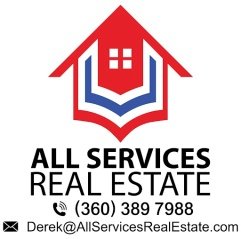 ALL SERVICES
REAL ESTATE
(360) 389 7988
Derek@AllServicesRealEstate.com